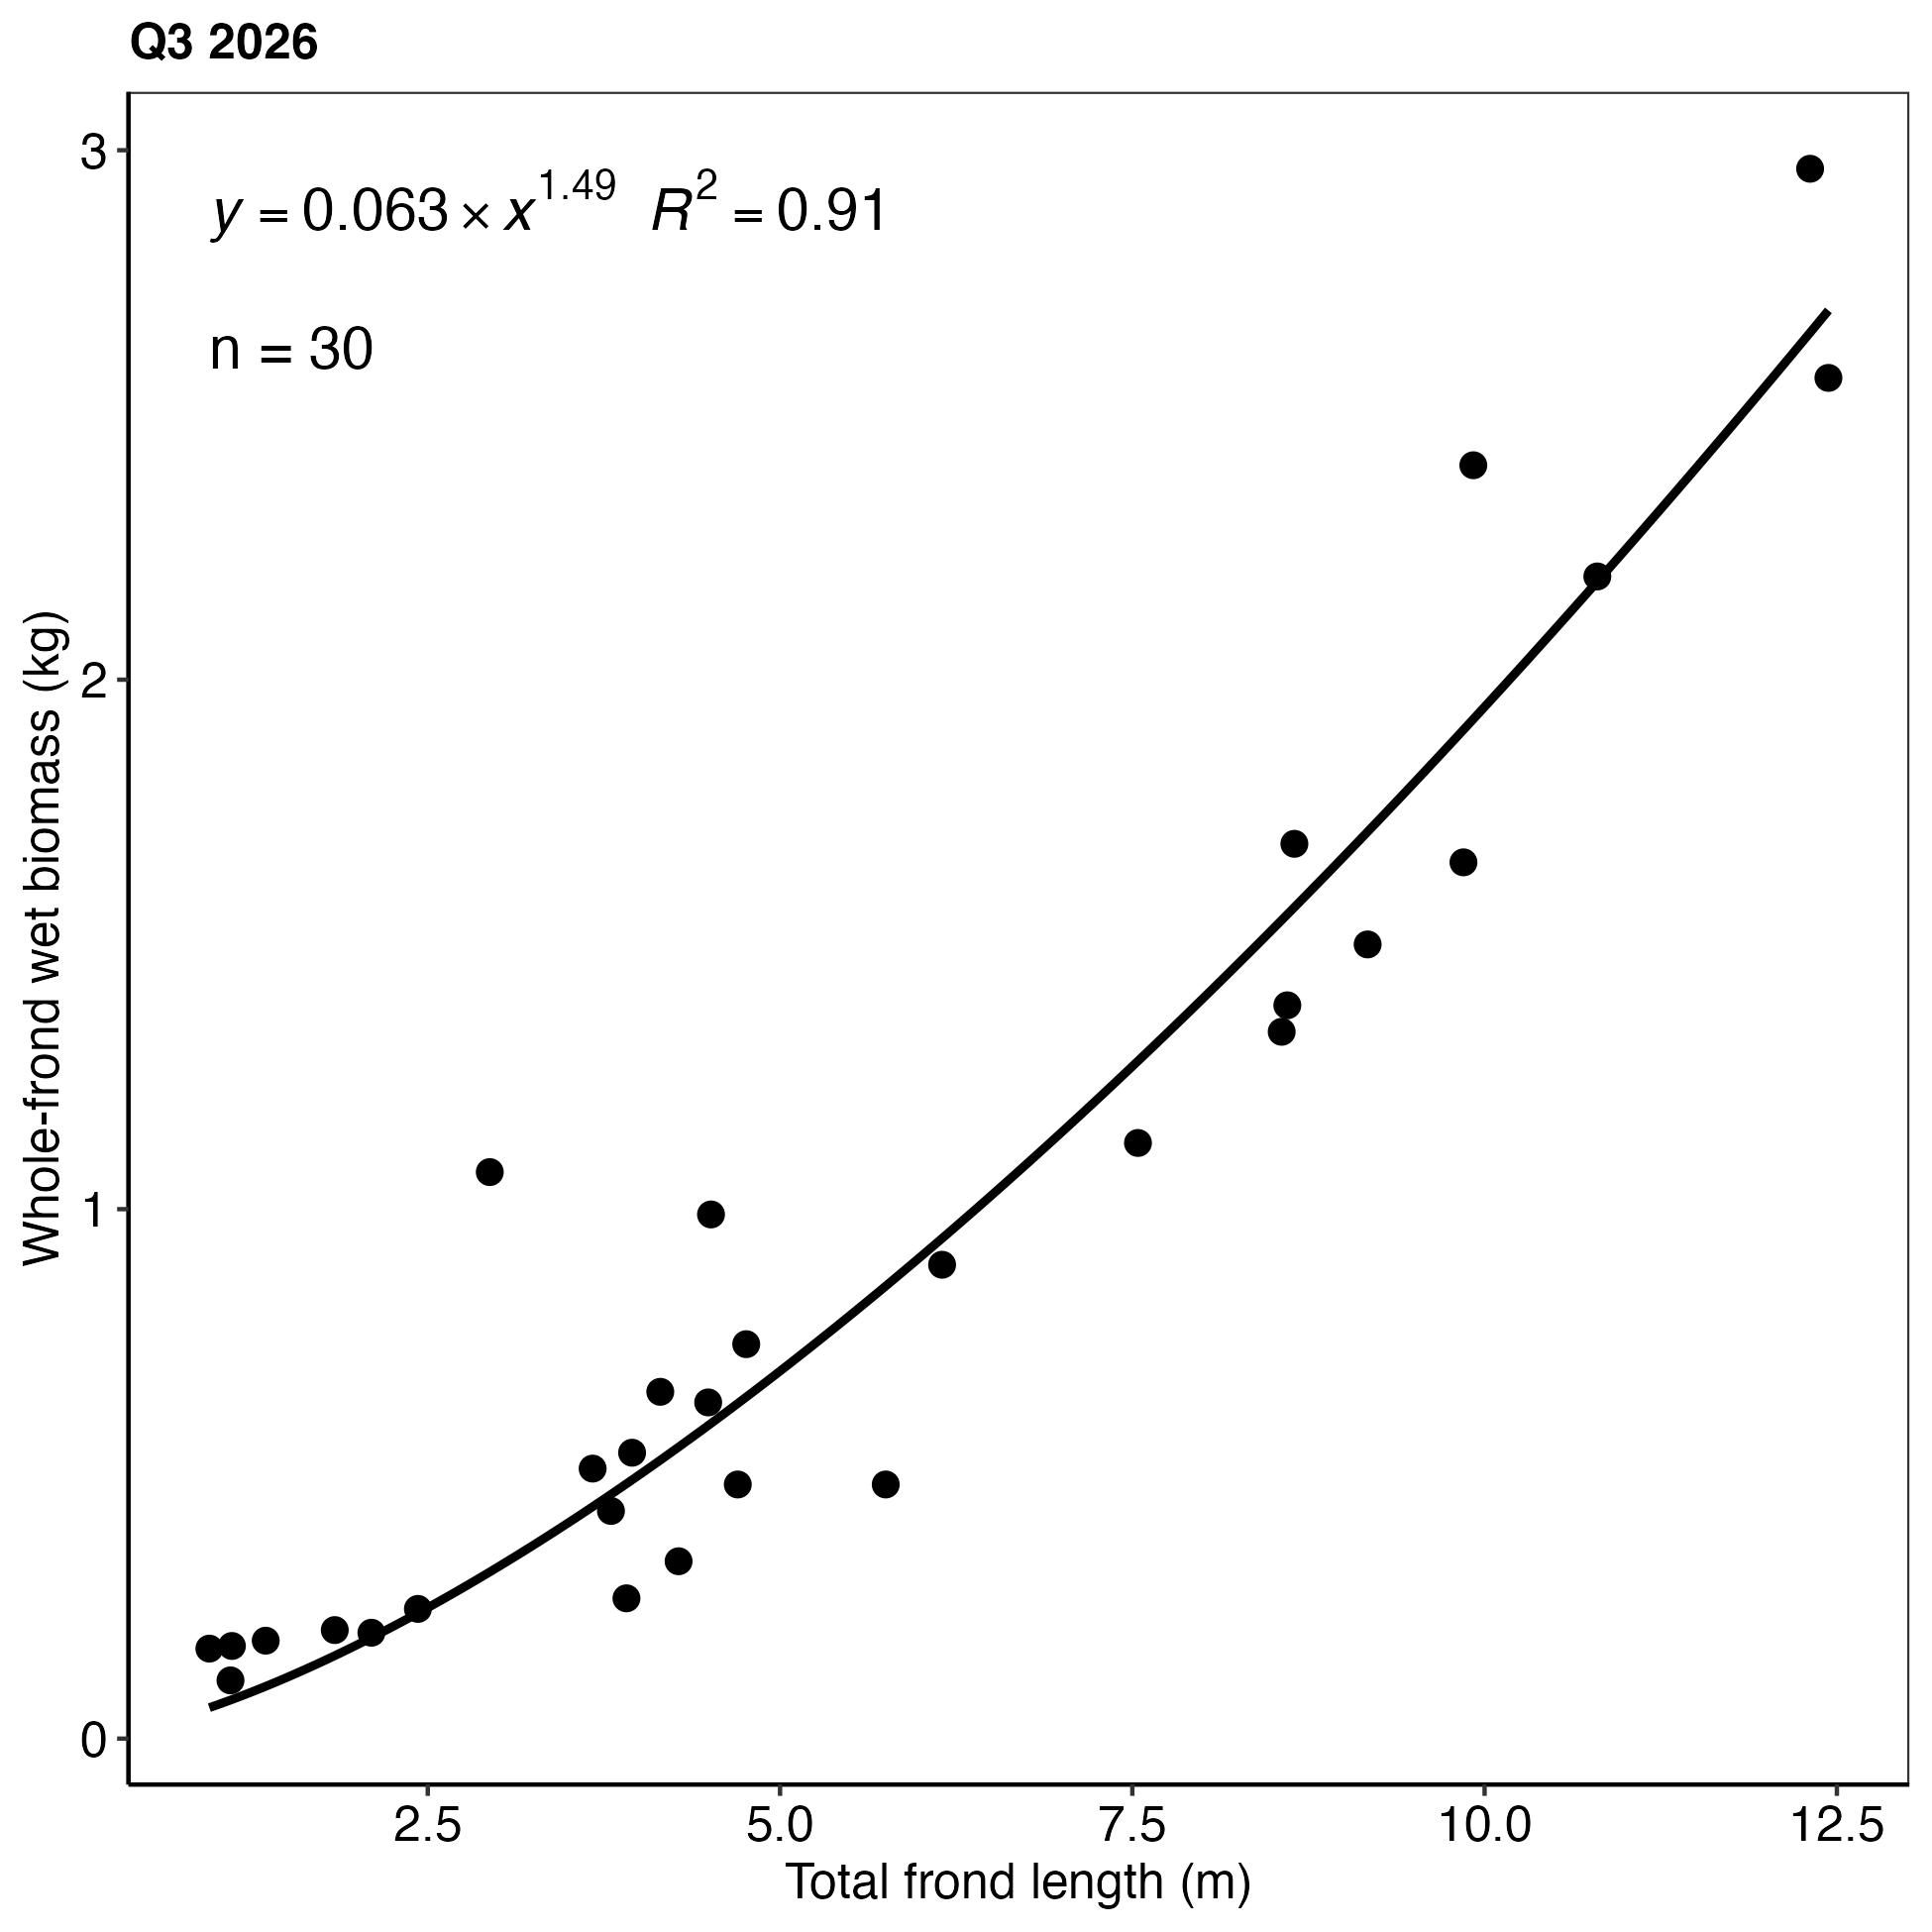 Q3 2026
y = 0.063 × x^1.49 R^2 = 0.91
n = 30
Whole-frond wet biomass (kg)
3
2
1
0
2.5 5.0 7.5 10.0 12.5
Total frond length (m)